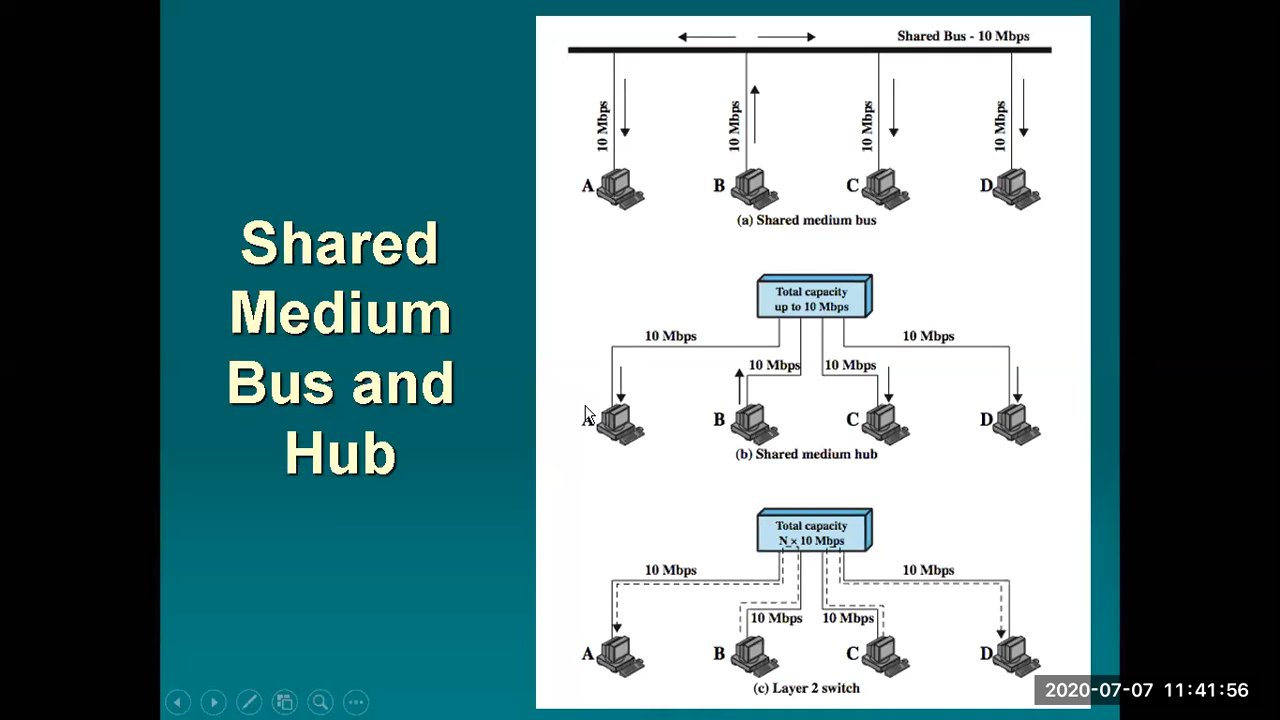 Shared
Medium
Bus and
Hub
Shared Bus - 10 Mbps
10 Mbps
10 Mbps
10 Mbps
10 Mbps
A
B
C
D
(a) Shared medium bus
Total capacity
up to 10 Mbps
10 Mbps
10 Mbps
10 Mbps
10 Mbps
A
B
C
D
(b) Shared medium hub
Total capacity
N × 10 Mbps
10 Mbps
10 Mbps
10 Mbps
10 Mbps
A
B
C
D
(c) Layer 2 switch
2020-07-07 11:41:56